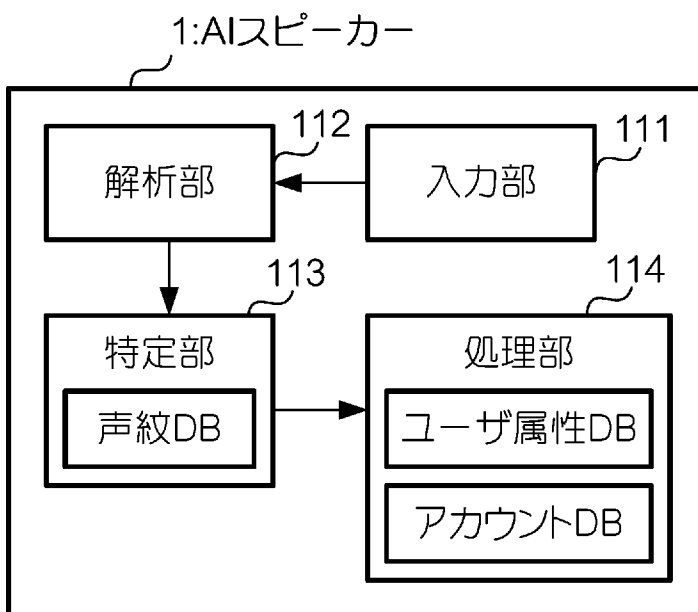 1:AIスピーカー
112
111
解析部
入力部
113
114
特定部
処理部
声紋DB
ユーザ属性DB
アカウントDB